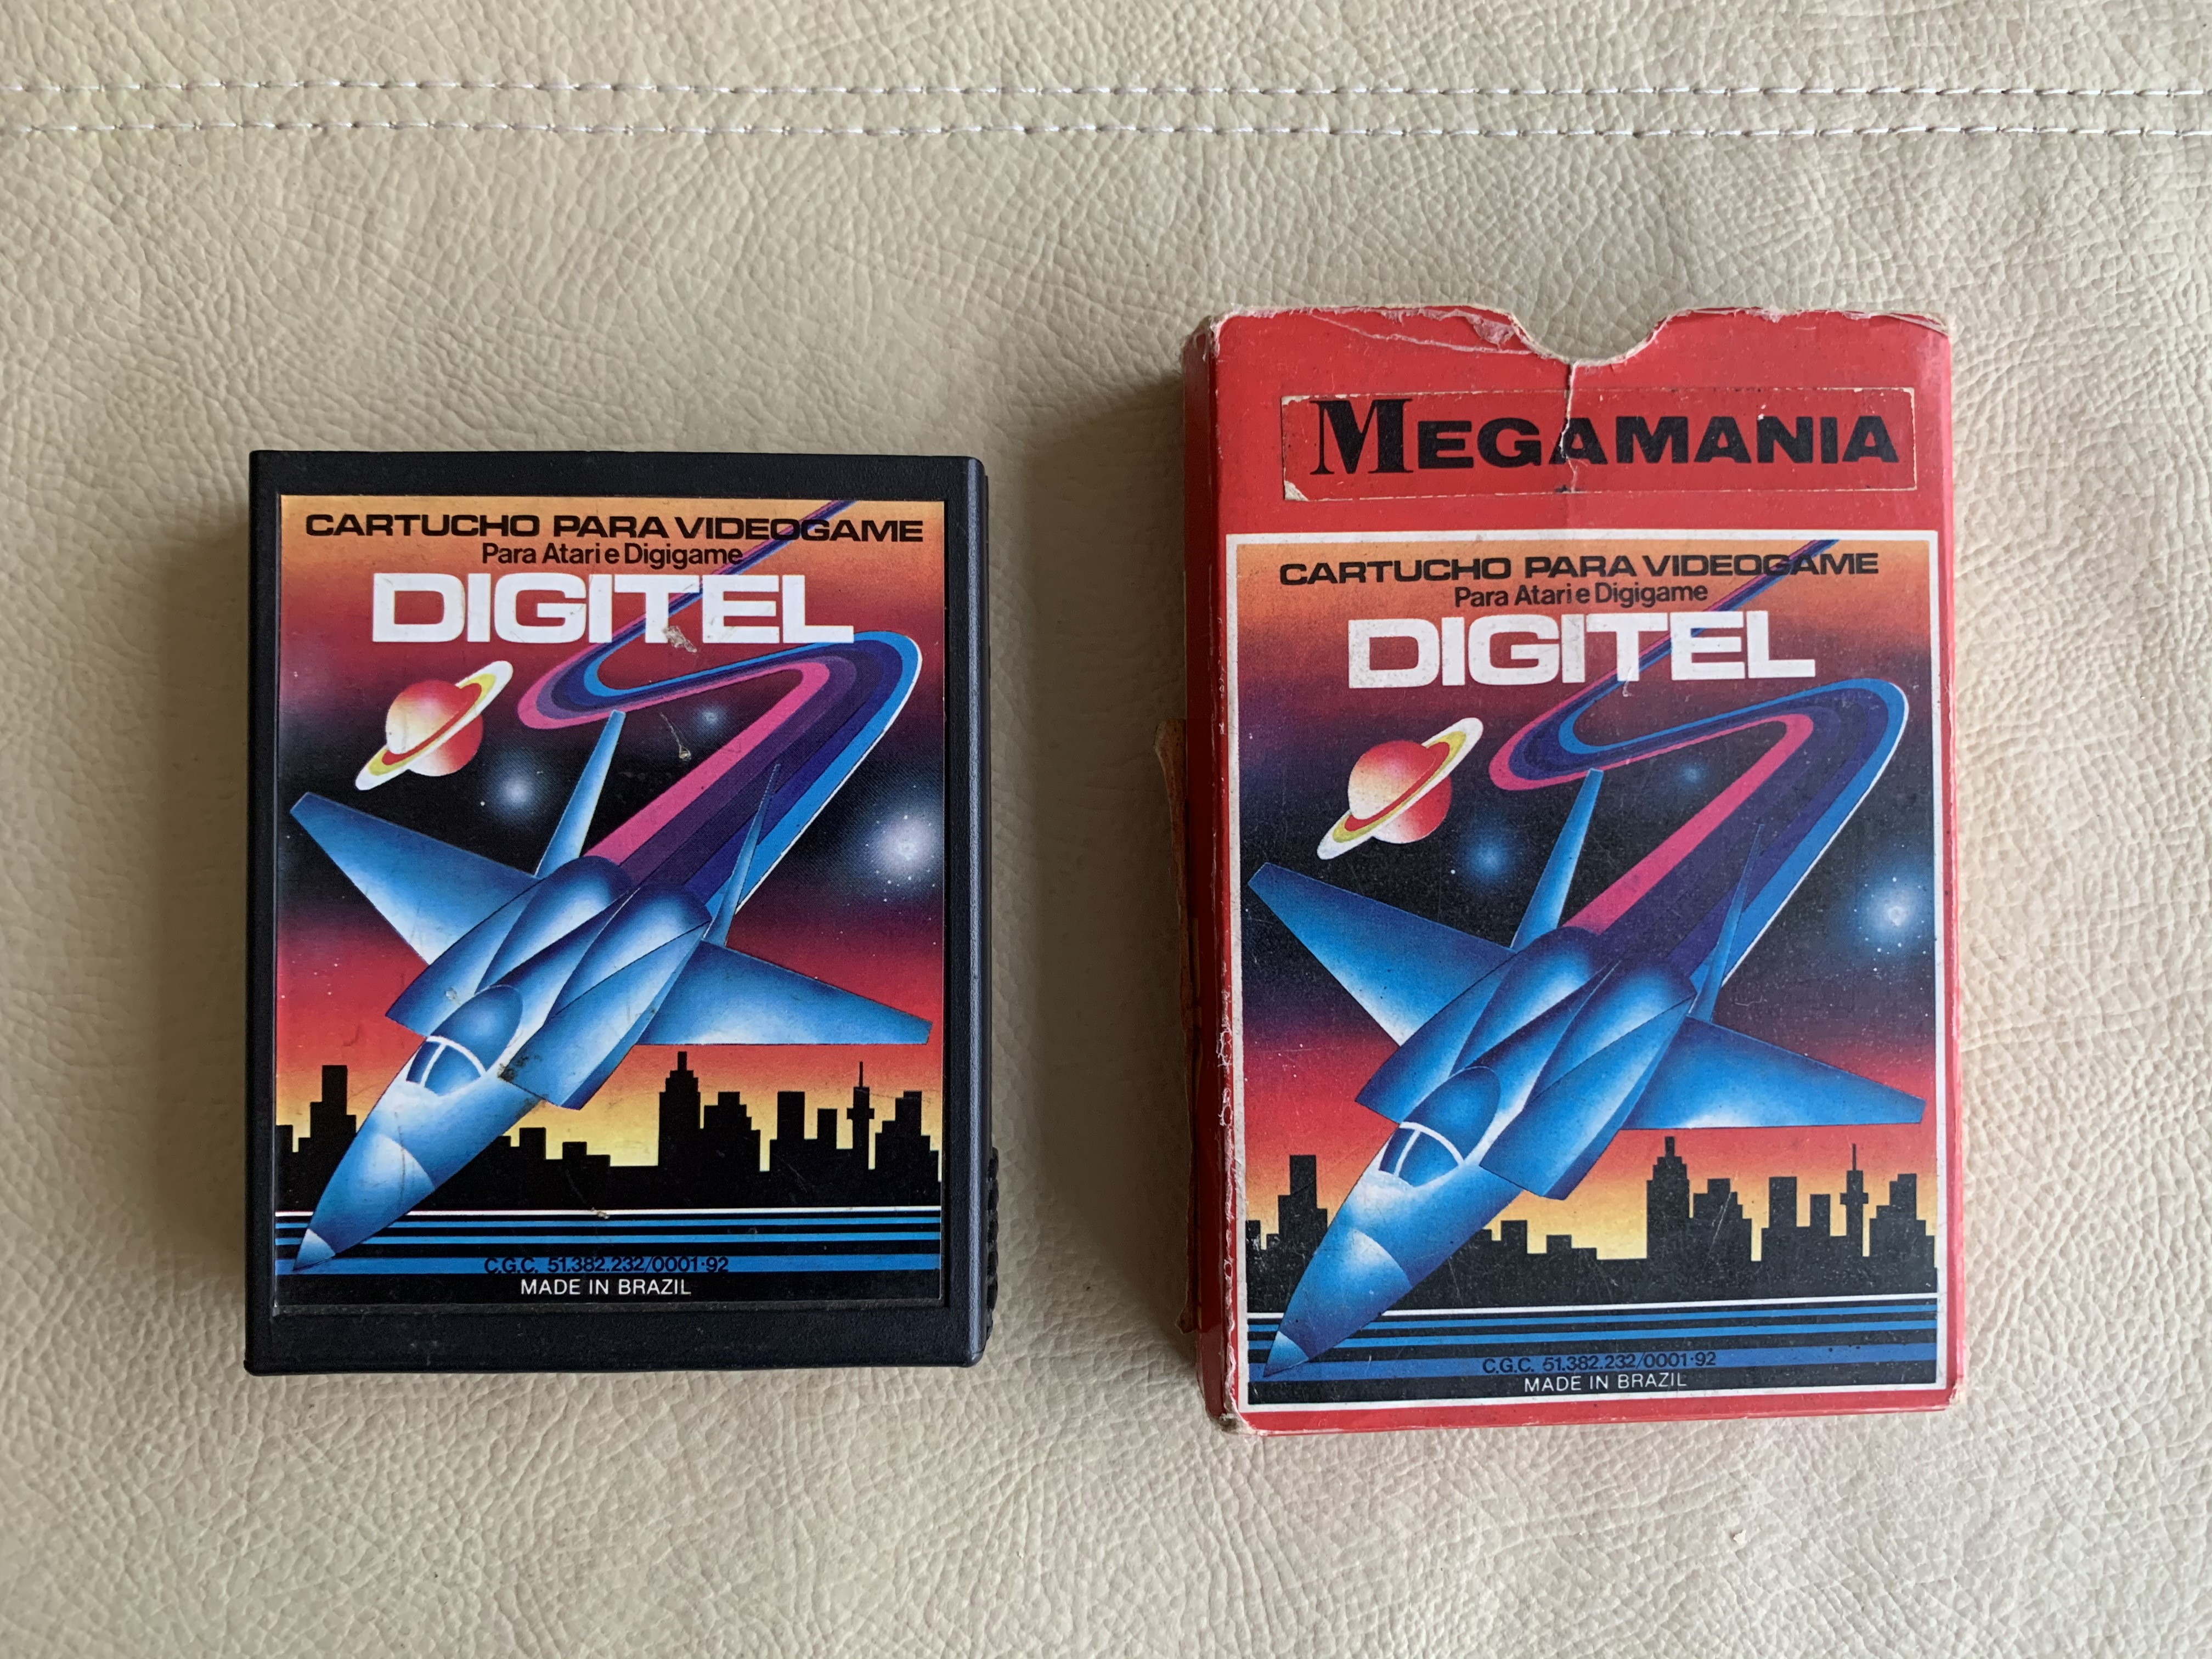 CARTUCHO PARA VIDEOGAME
Para Atari e Digigame
DIGITEL
C.G.C. 51.382.232/0001-92
MADE IN BRAZIL
MEGAMANIA
CARTUCHO PARA VIDEOGAME
Para Atari e Digigame
DIGITEL
C.G.C. 51.382.232/0001-92
MADE IN BRAZIL